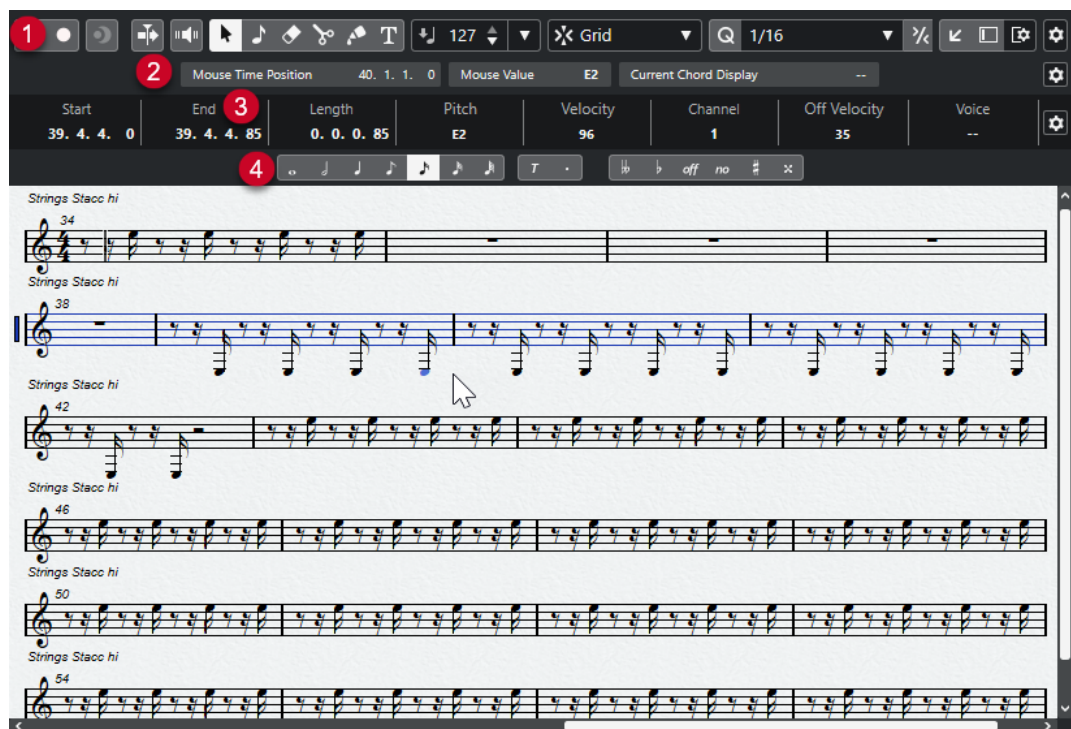 1 T 127 Grid Q 1/16
2 Mouse Time Position 40. 1. 1. 0 Mouse Value E2 Current Chord Display --
Start End 3 Length Pitch Velocity Channel Off Velocity Voice
39. 4. 4. 0 39. 4. 4. 85 0. 0. 0. 85 E2 96 1 35 --
4 T . off no
Strings Stacc hi
34
4
4
Strings Stacc hi
38
Strings Stacc hi
42
Strings Stacc hi
46
Strings Stacc hi
50
Strings Stacc hi
54